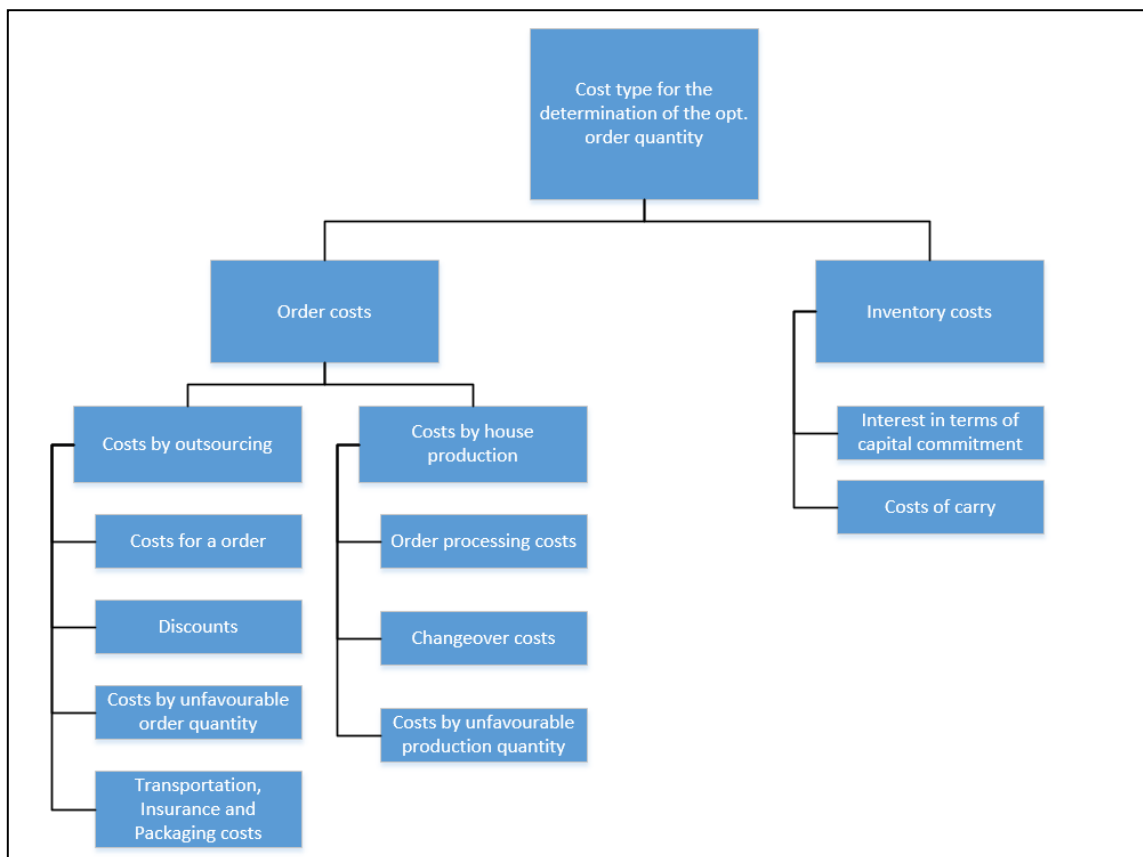 Cost type for the
determination of the opt.
order quantity
Order costs
Inventory costs
Costs by outsourcing
Costs by house
production
Interest in terms of
capital commitment
Costs of carry
Costs for a order
Order processing costs
Discounts
Changeover costs
Costs by unfavourable
order quantity
Costs by unfavourable
production quantity
Transportation,
Insurance and
Packaging costs